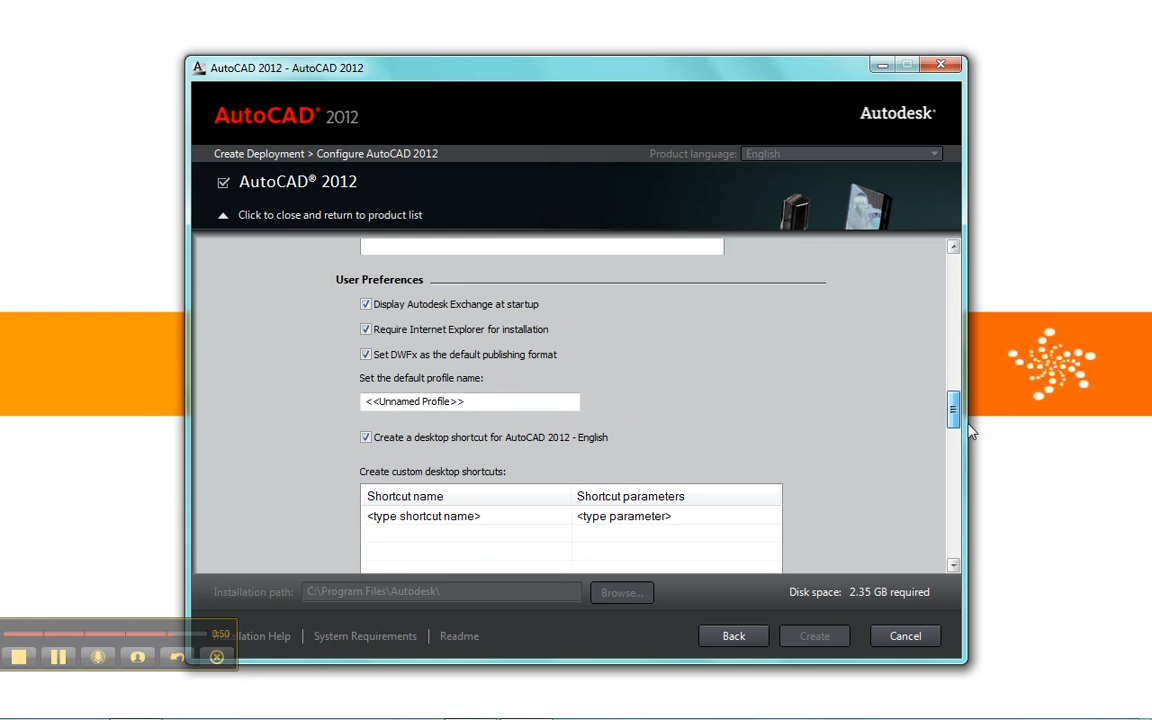 AutoCAD 2012 - AutoCAD 2012
AutoCAD® 2012
Autodesk®
Create Deployment > Configure AutoCAD 2012
Product language: English
AutoCAD® 2012
Click to close and return to product list
User Preferences
Display Autodesk Exchange at startup
Require Internet Explorer for installation
Set DWFx as the default publishing format
Set the default profile name:
<<Unnamed Profile>>
Create a desktop shortcut for AutoCAD 2012 - English
Create custom desktop shortcuts:
Shortcut name Shortcut parameters
<type shortcut name> <type parameter>
Installation path: C:\Program Files\Autodesk\ Browse... Disk space: 2.35 GB required
0:50
Help System Requirements Readme Back Create Cancel